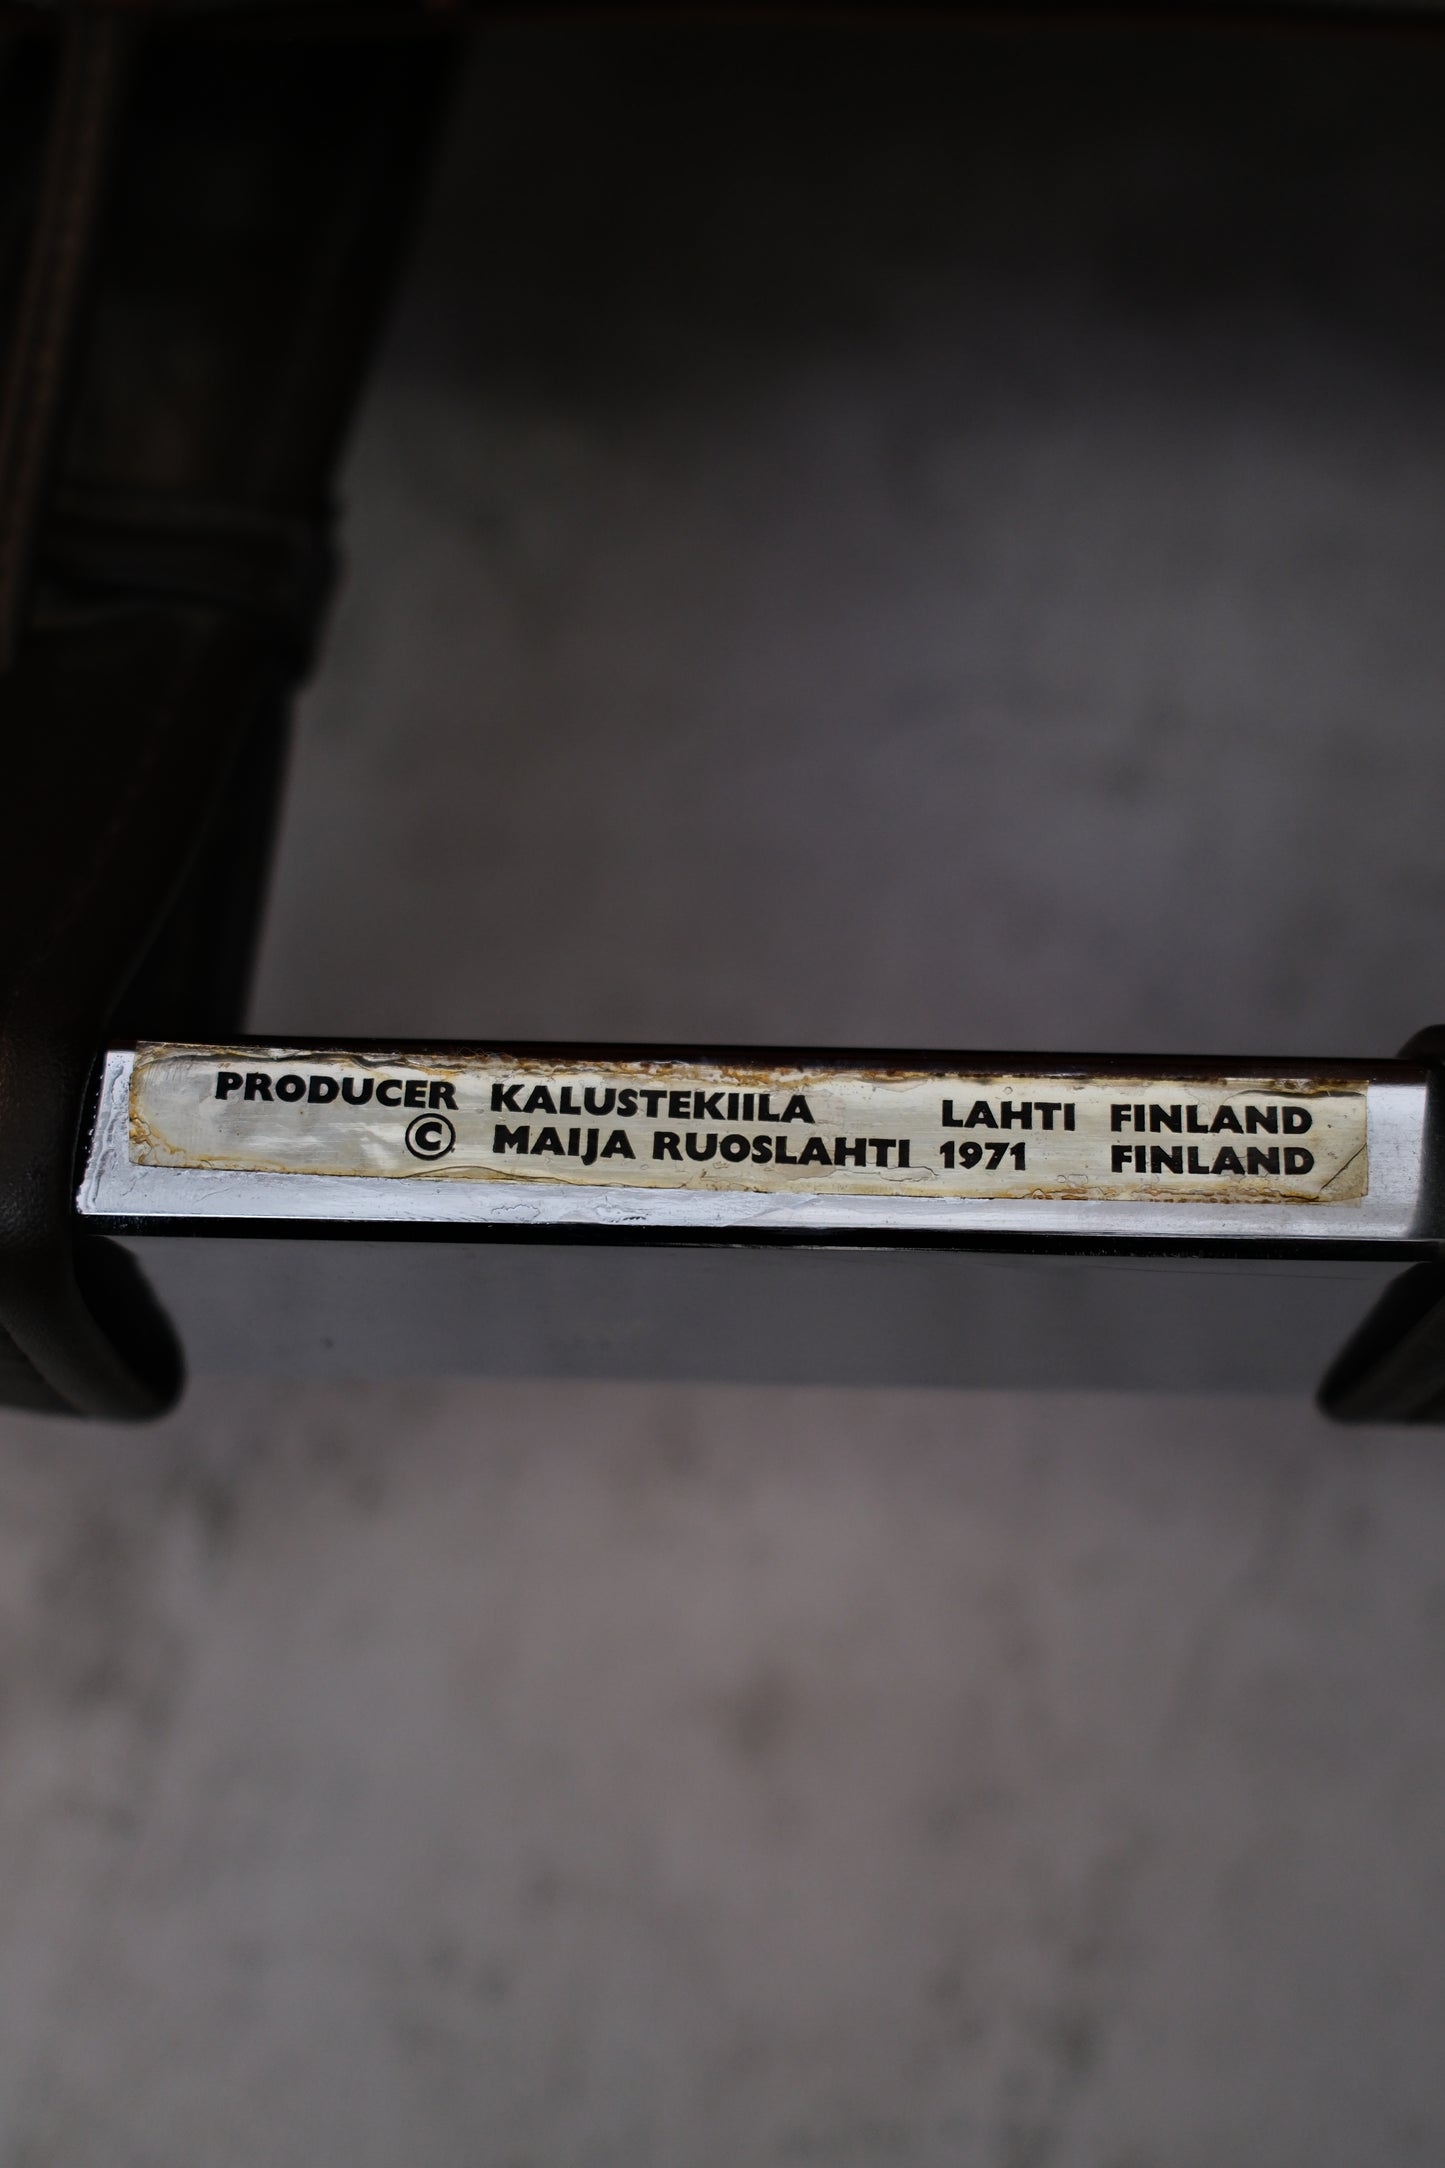 PRODUCER KALUSTEKIILA LAHTI FINLAND
© MAIJA RUOSLAHTI 1971 FINLAND